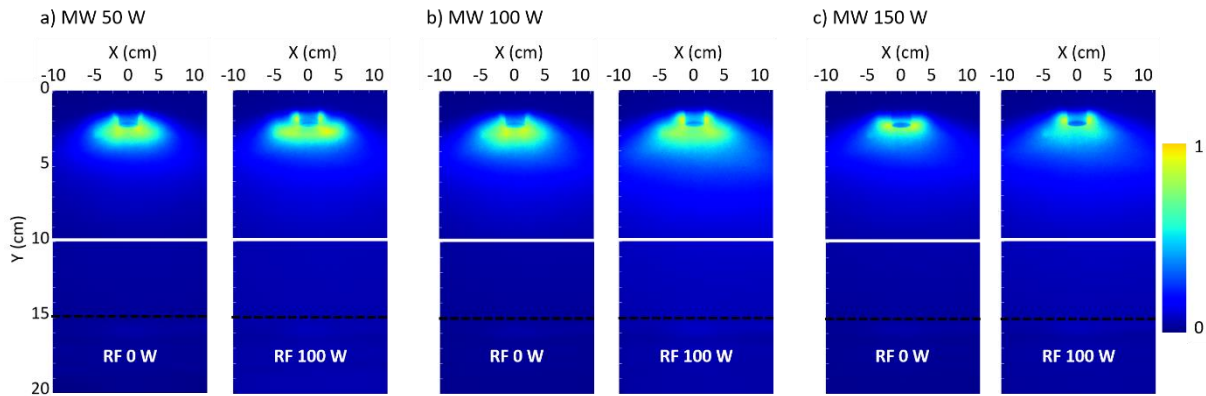 a) MW 50 W
b) MW 100 W
c) MW 150 W
X (cm)
X (cm)
X (cm)
X (cm)
X (cm)
X (cm)
-10 -5 0 5 10
-10 -5 0 5 10
-10 -5 0 5 10
-10 -5 0 5 10
-10 -5 0 5 10
-10 -5 0 5 10
0
5
10
15
20
Y (cm)
RF 0 W
RF 100 W
RF 0 W
RF 100 W
RF 0 W
RF 100 W
1
0